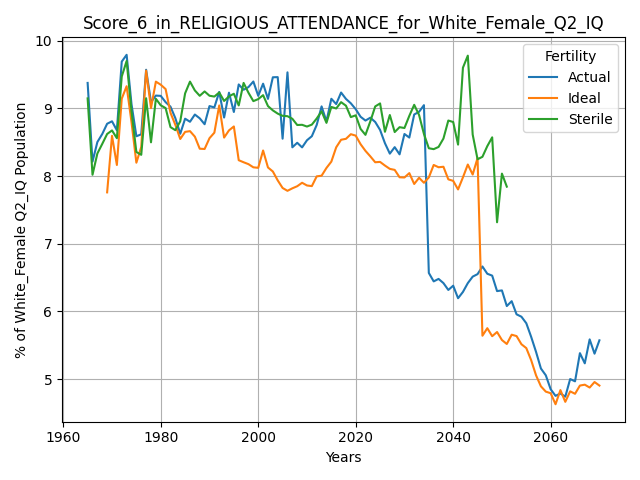 Score_6_in_RELIGIOUS_ATTENDANCE_for_White_Female_Q2_IQ
% of White_Female Q2_IQ Population
10
9
8
7
6
5
Fertility
Actual
Ideal
Sterile
1960
1980
2000
2020
2040
2060
Years